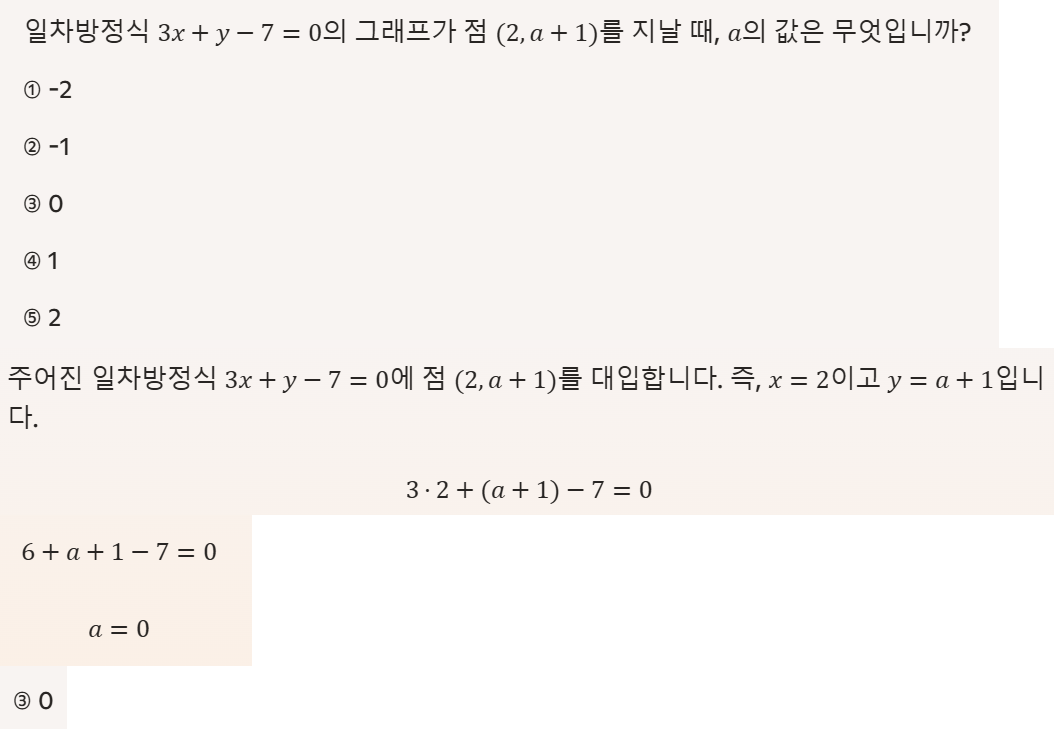 일차방정식 3x + y − 7 = 0의 그래프가 점 (2, a + 1)를 지날 때, a의 값은 무엇입니까?
① -2
② -1
③ 0
④ 1
⑤ 2
주어진 일차방정식 3x + y − 7 = 0에 점 (2, a + 1)를 대입합니다. 즉, x = 2이고 y = a + 1입니
다.
3 · 2 + (a + 1) − 7 = 0
6 + a + 1 − 7 = 0
a = 0
③ 0